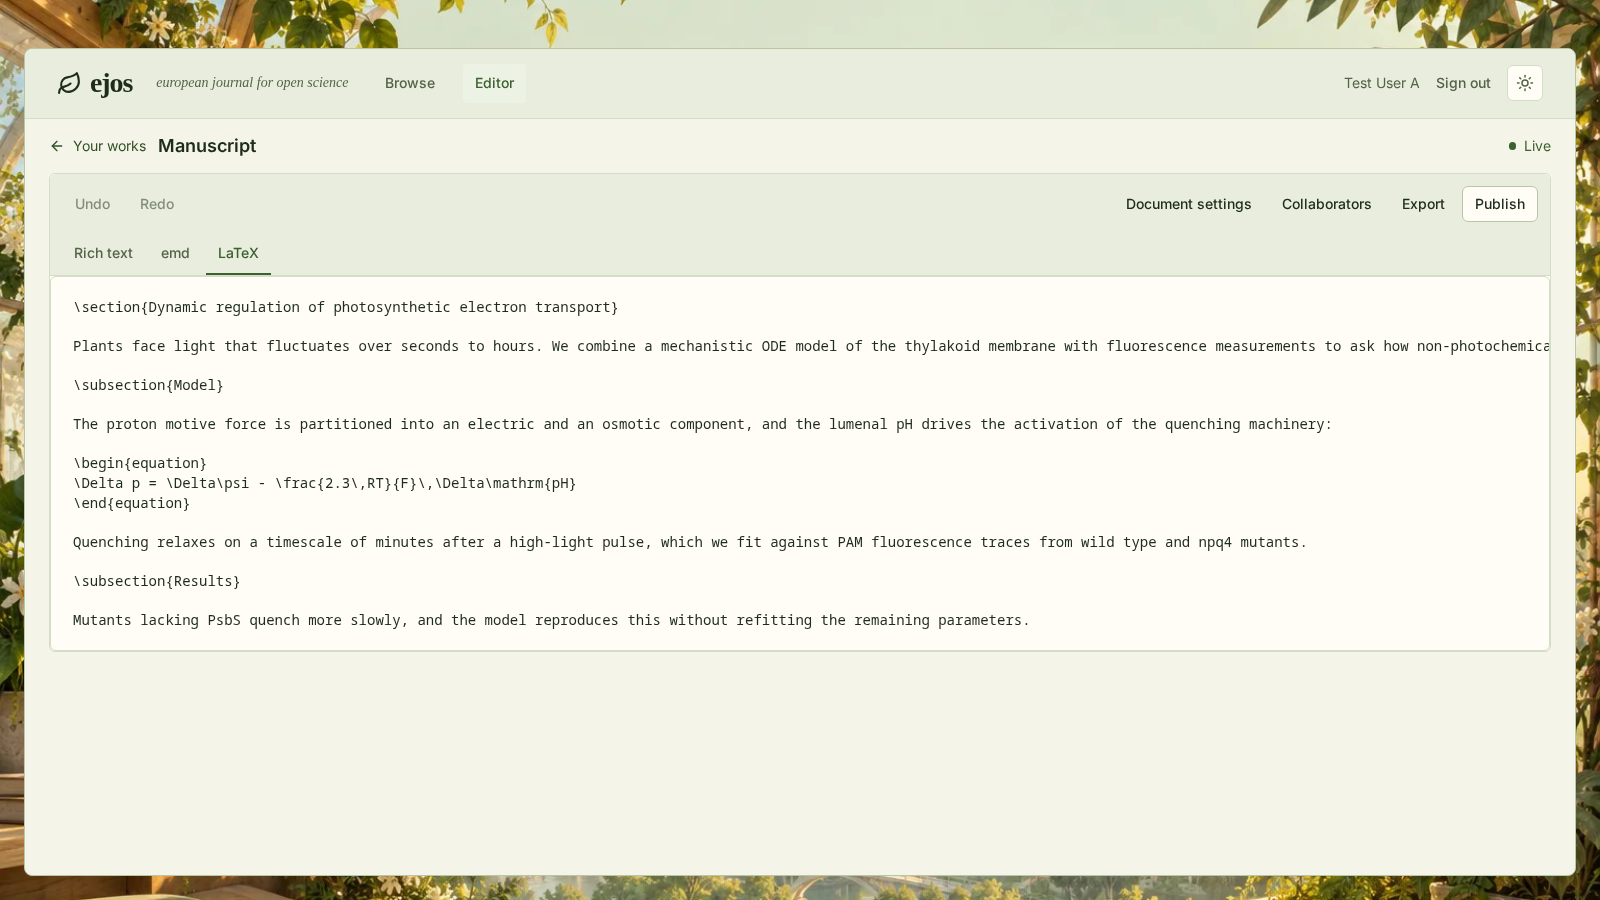 ejos european journal for open science Browse Editor Test User A Sign out
Your works Manuscript Live
Undo Redo Document settings Collaborators Export Publish
Rich text emd LaTeX
\section{Dynamic regulation of photosynthetic electron transport}
Plants face light that fluctuates over seconds to hours. We combine a mechanistic ODE model of the thylakoid membrane with fluorescence measurements to ask how non-photochemica
\subsection{Model}
The proton motive force is partitioned into an electric and an osmotic component, and the lumenal pH drives the activation of the quenching machinery:
\begin{equation}
\Delta p = \Delta\psi - \frac{2.3\,RT}{F}\,\Delta\mathrm{pH}
\end{equation}
Quenching relaxes on a timescale of minutes after a high-light pulse, which we fit against PAM fluorescence traces from wild type and npq4 mutants.
\subsection{Results}
Mutants lacking PsbS quench more slowly, and the model reproduces this without refitting the remaining parameters.